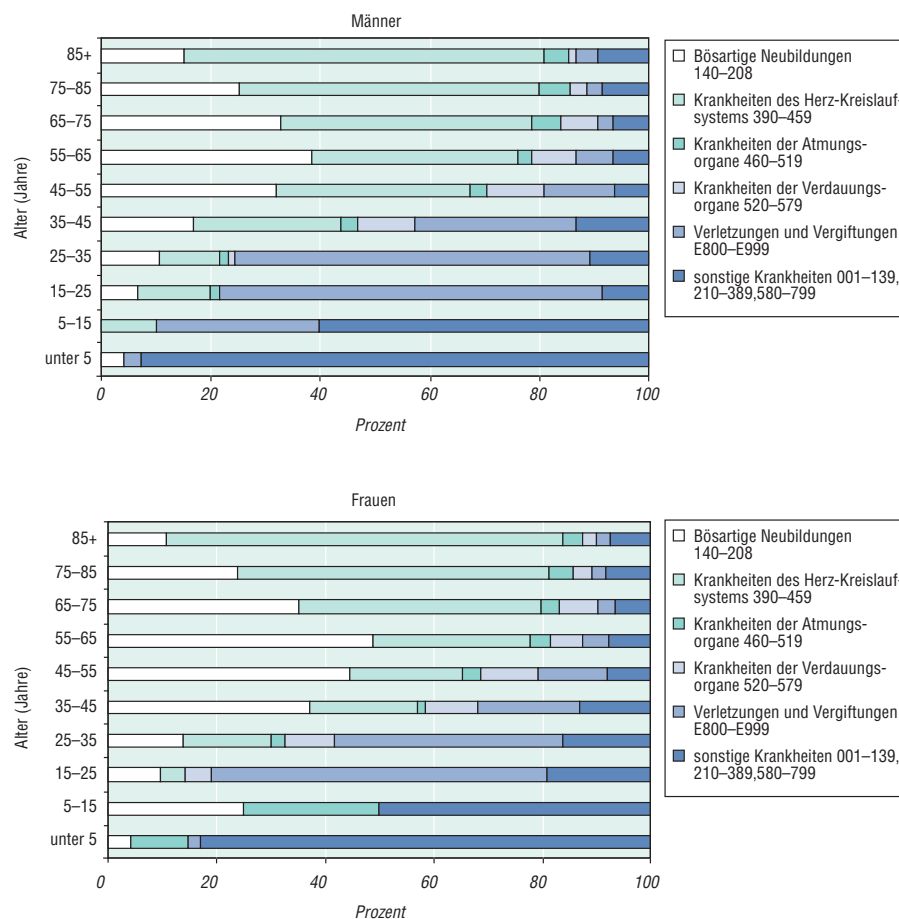 Männer
Alter (Jahre)
85+
75–85
65–75
55–65
45–55
35–45
25–35
15–25
5–15
unter 5
0 20 40 60 80 100
Prozent
Bösartige Neubildungen
140–208
Krankheiten des Herz-Kreislauf-
systems 390–459
Krankheiten der Atmungs-
organe 460–519
Krankheiten der Verdauungs-
organe 520–579
Verletzungen und Vergiftungen
E800–E999
sonstige Krankheiten 001–139,
210–389,580–799
Frauen
Alter (Jahre)
85+
75–85
65–75
55–65
45–55
35–45
25–35
15–25
5–15
unter 5
0 20 40 60 80 100
Prozent
Bösartige Neubildungen
140–208
Krankheiten des Herz-Kreislauf-
systems 390–459
Krankheiten der Atmungs-
organe 460–519
Krankheiten der Verdauungs-
organe 520–579
Verletzungen und Vergiftungen
E800–E999
sonstige Krankheiten 001–139,
210–389,580–799